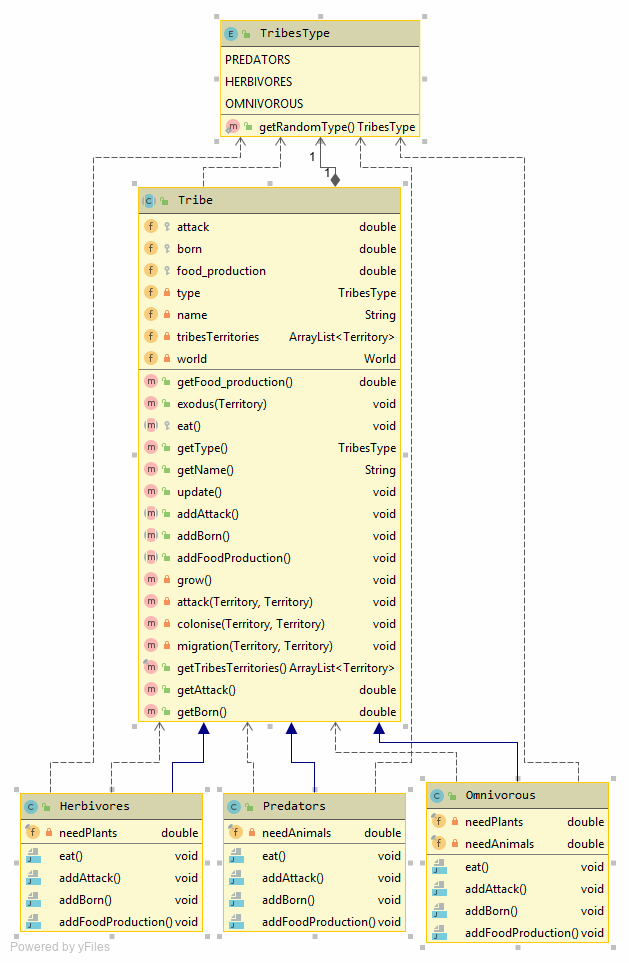 TribesType
PREDATORS
HERBIVORES
OMNIVOROUS
getRandomType() TribesType
1
1
Tribe
attack double
born double
food_production double
type TribesType
name String
tribesTerritories ArrayList<Territory>
world World
getFood_production() double
exodus(Territory) void
eat() void
getType() TribesType
getName() String
update() void
addAttack() void
addBorn() void
addFoodProduction() void
grow() void
attack(Territory, Territory) void
colonise(Territory, Territory) void
migration(Territory, Territory) void
getTribesTerritories() ArrayList<Territory>
getAttack() double
getBorn() double
Herbivores
needPlants double
eat() void
addAttack() void
addBorn() void
addFoodProduction() void
Predators
needAnimals double
eat() void
addAttack() void
addBorn() void
addFoodProduction() void
Omnivorous
needPlants double
needAnimals double
eat() void
addAttack() void
addBorn() void
addFoodProduction() void
Powered by yFiles